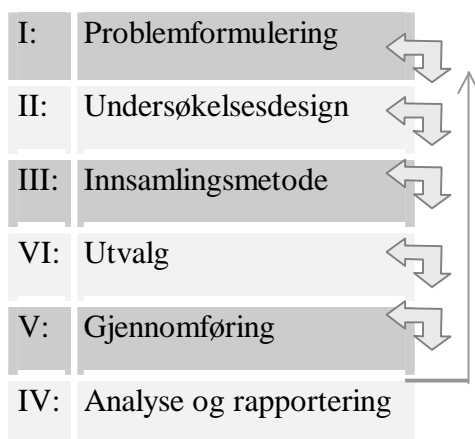 I: Problemformulering
II: Undersøkelsesdesign
III: Innsamlingsmetode
VI: Utvalg
V: Gjennomføring
IV: Analyse og rapportering